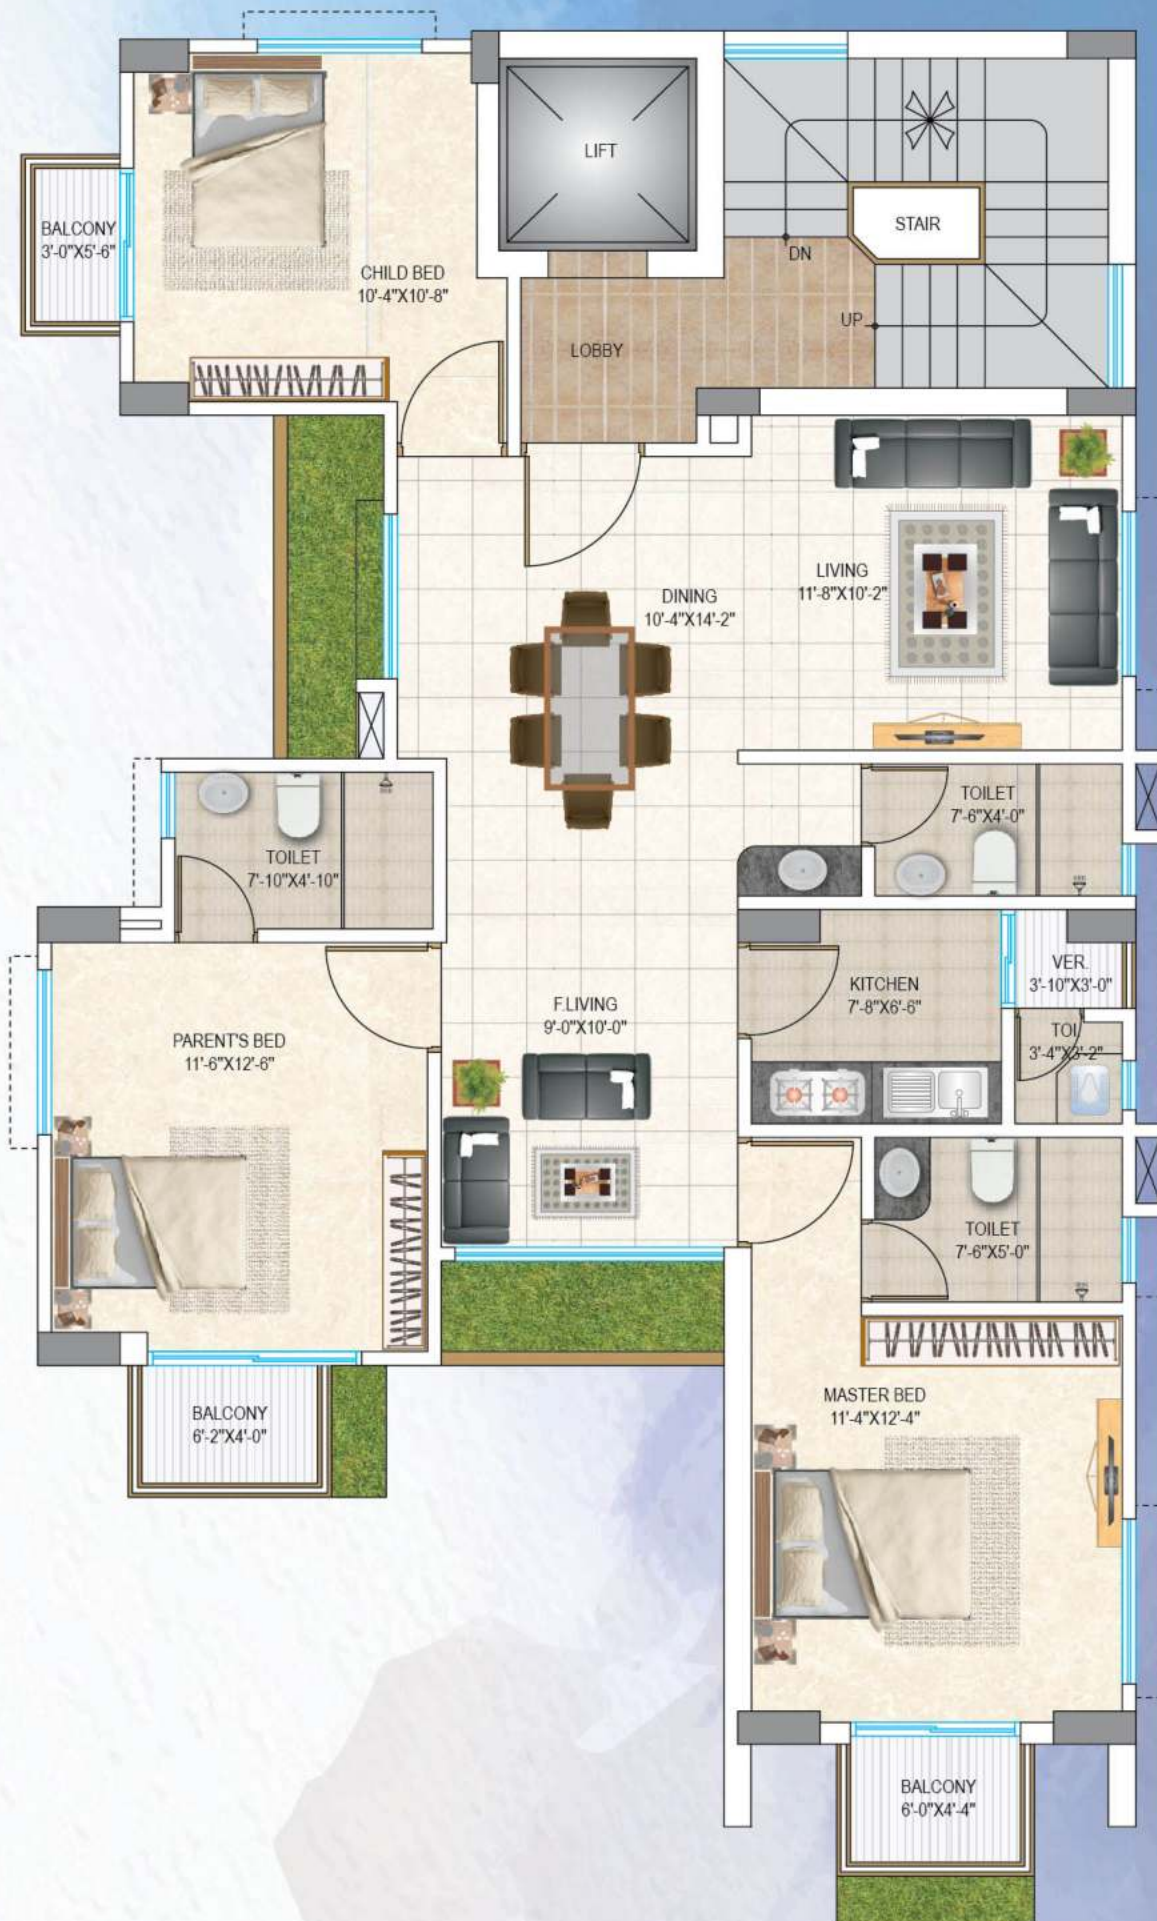 LIFT
STAIR
BALCONY
3'-0"X5'-6"
DN
CHILD BED
10'-4"X10'-8"
UP
LOBBY
LIVING
11'-8"X10'-2"
DINING
10'-4"X14'-2"
TOILET
7'-6"X4'-0"
TOILET
7'-10"X4'-10"
VER.
3'-10"X3'-0"
KITCHEN
7'-8"X6'-6"
F.LIVING
9'-0"X10'-0"
TOI.
3'-4"X3'-2"
PARENT'S BED
11'-6"X12'-6"
TOILET
7'-6"X5'-0"
MASTER BED
11'-4"X12'-4"
BALCONY
6'-2"X4'-0"
BALCONY
6'-0"X4'-4"